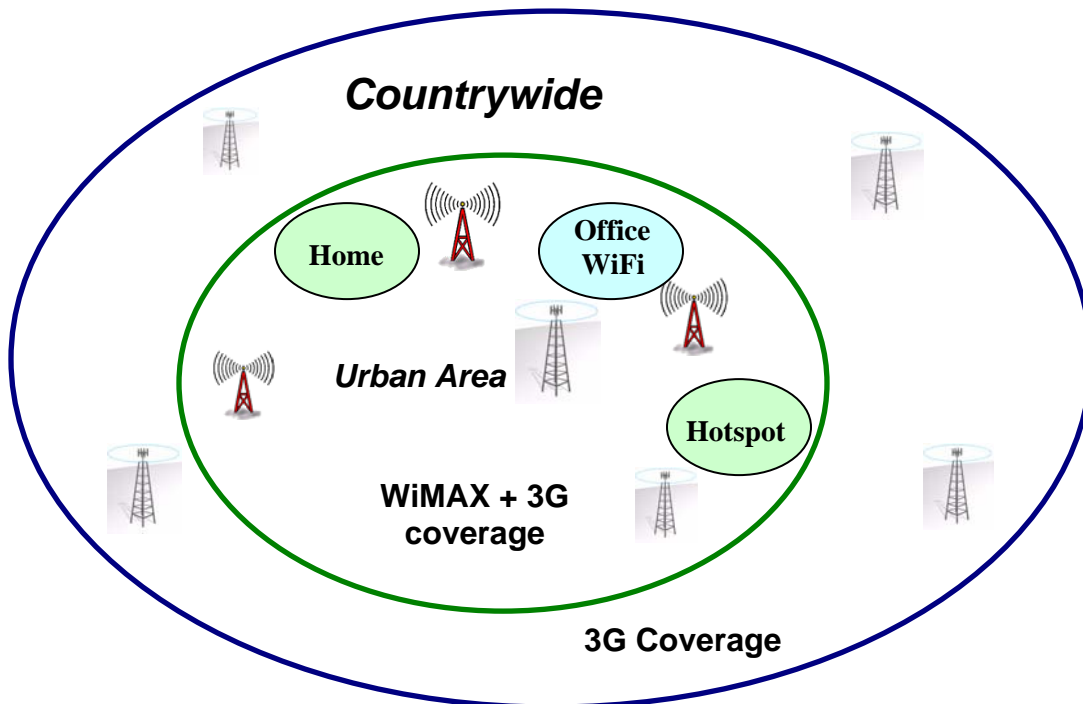 Countrywide
Home
Office
WiFi
Urban Area
Hotspot
WiMAX + 3G
coverage
3G Coverage